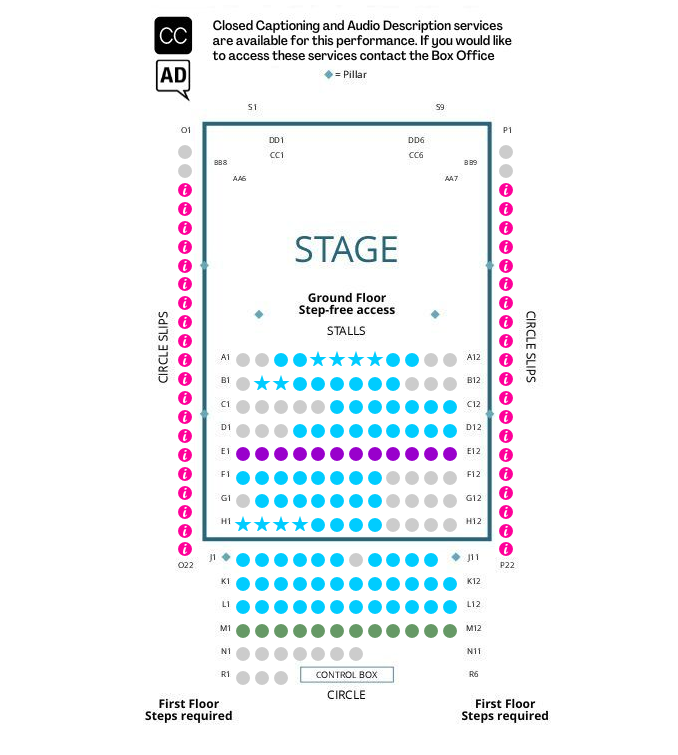 CC
Closed Captioning and Audio Description services
are available for this performance. If you would like
to access these services contact the Box Office
AD
= Pillar
S1 S9
O1 P1
DD1 DD6
CC1 CC6
BB8 BB9
AA6 AA7
STAGE
Ground Floor
Step-free access
STALLS
CIRCLE SLIPS
CIRCLE SLIPS
A1 A12
B1 B12
C1 C12
D1 D12
E1 E12
F1 F12
G1 G12
H1 H12
J1 J11
O22 P22
K1 K12
L1 L12
M1 M12
N1 N11
R1 CONTROL BOX R6
CIRCLE
First Floor
Steps required
First Floor
Steps required